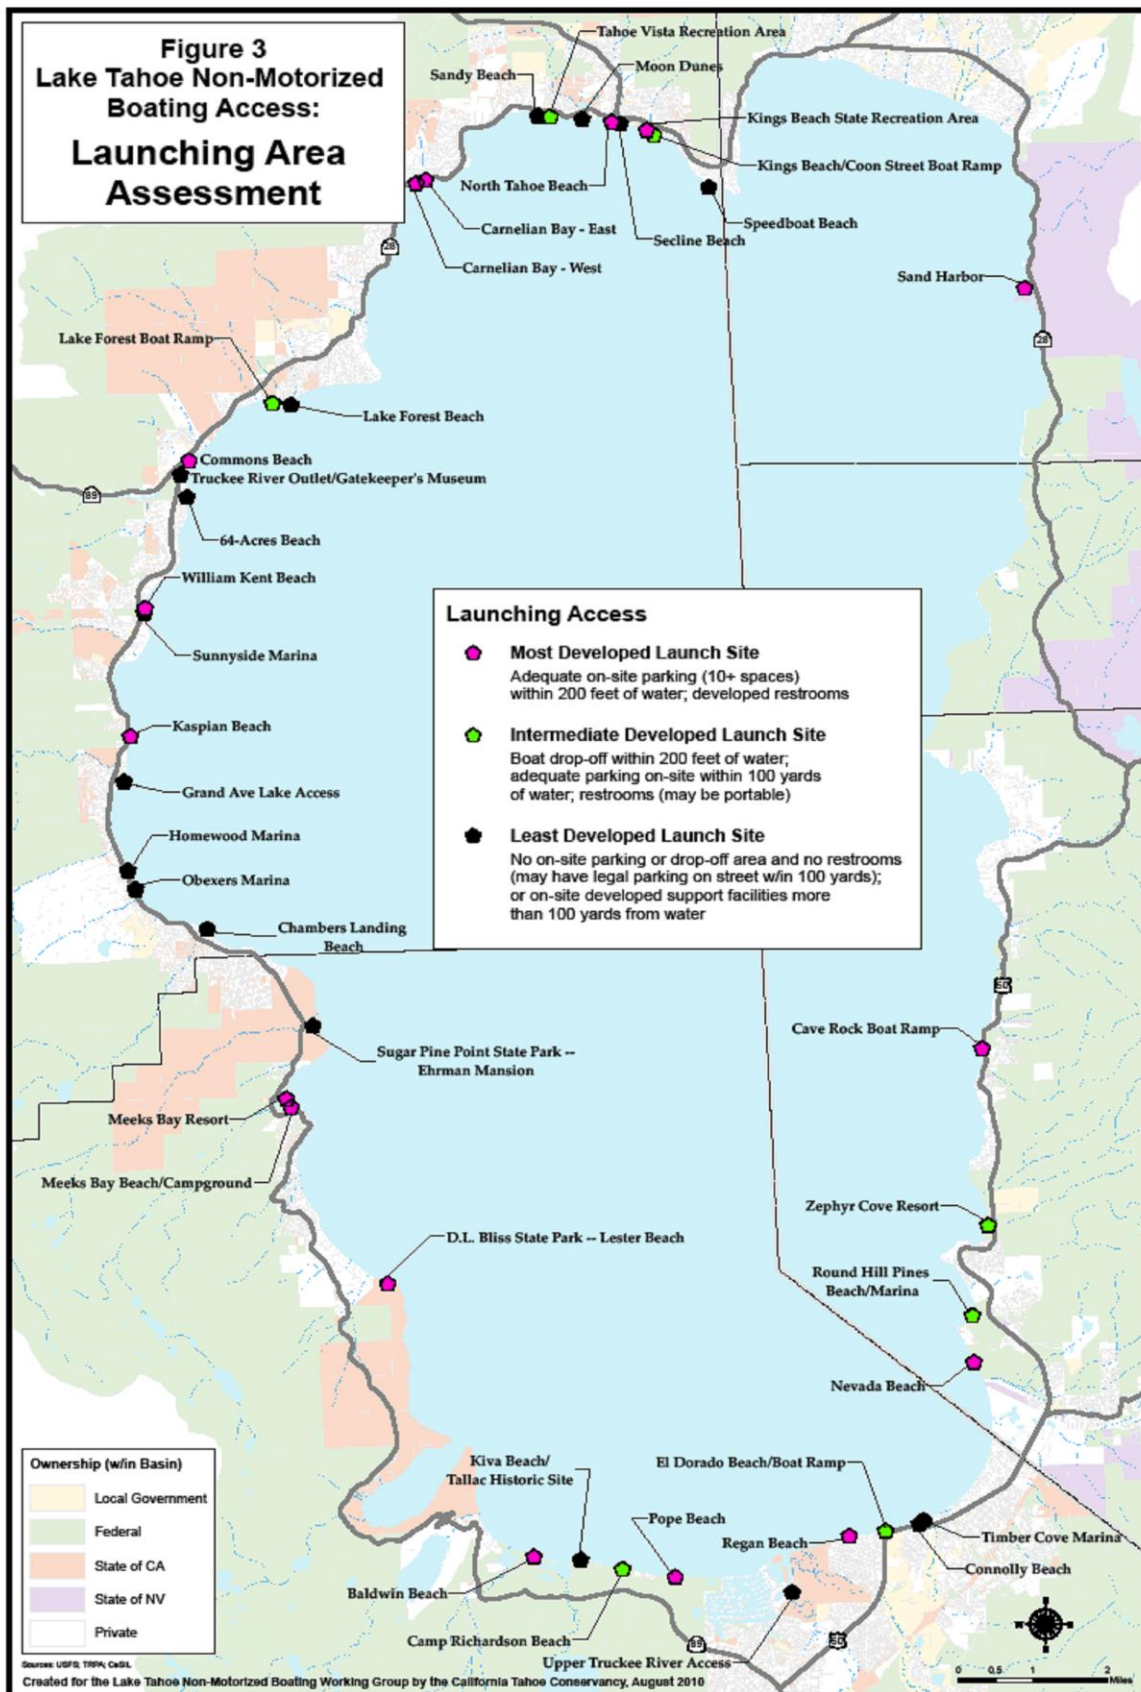 Figure 3
Lake Tahoe Non-Motorized
Boating Access:
Launching Area
Assessment
Tahoe Vista Recreation Area
Sandy Beach
Moon Dunes
Kings Beach State Recreation Area
Kings Beach/Coon Street Boat Ramp
North Tahoe Beach
Speedboat Beach
Carnelian Bay - East
Secline Beach
Carnelian Bay - West
28
Sand Harbor
Lake Forest Boat Ramp
28
Lake Forest Beach
Commons Beach
Truckee River Outlet/Gatekeeper's Museum
89
64-Acres Beach
William Kent Beach
Sunnyside Marina
Kaspian Beach
Grand Ave Lake Access
Homewood Marina
Obexers Marina
Chambers Landing
Beach
Launching Access
Most Developed Launch Site
Adequate on-site parking (10+ spaces)
within 200 feet of water; developed restrooms
Intermediate Developed Launch Site
Boat drop-off within 200 feet of water;
adequate parking on-site within 100 yards
of water; restrooms (may be portable)
Least Developed Launch Site
No on-site parking or drop-off area and no restrooms
(may have legal parking on street w/in 100 yards);
or on-site developed support facilities more
than 100 yards from water
50
Cave Rock Boat Ramp
Sugar Pine Point State Park --
Ehrman Mansion
Meeks Bay Resort
Meeks Bay Beach/Campground
Zephyr Cove Resort
D.L. Bliss State Park -- Lester Beach
Round Hill Pines
Beach/Marina
Nevada Beach
Kiva Beach/
Tallac Historic Site
El Dorado Beach/Boat Ramp
Pope Beach
Regan Beach
Timber Cove Marina
Connolly Beach
Baldwin Beach
Camp Richardson Beach
89
50
Upper Truckee River Access
Ownership (w/in Basin)
Local Government
Federal
State of CA
State of NV
Private
Sources: USFS; TRPA; CaSIL
Created for the Lake Tahoe Non-Motorized Boating Working Group by the California Tahoe Conservancy, August 2010
0 0.5 1 2
Miles